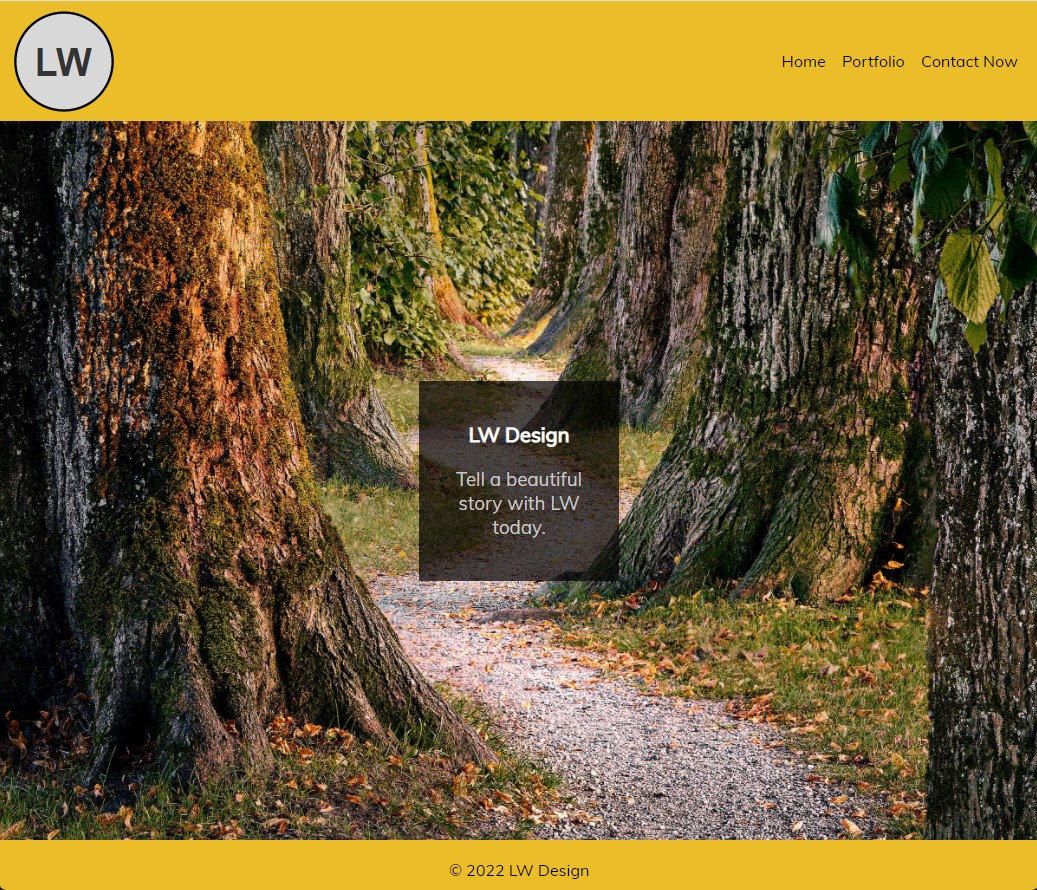 LW
Home Portfolio Contact Now
LW Design
Tell a beautiful
story with LW
today.
© 2022 LW Design